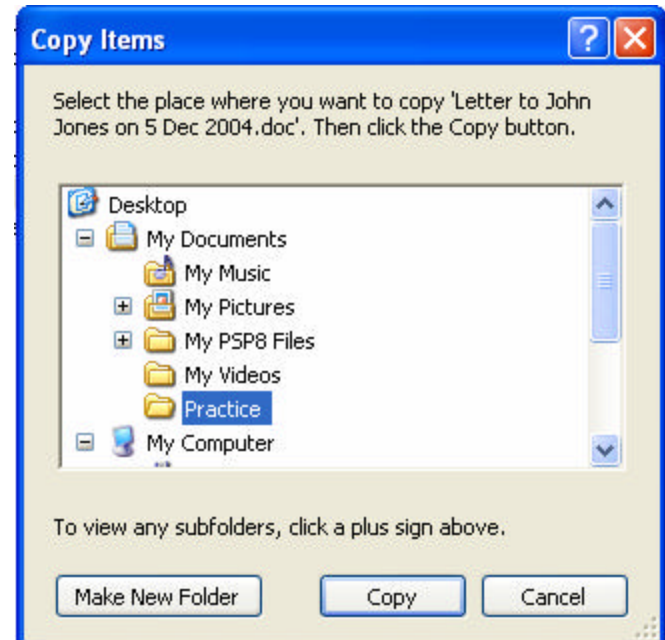 Copy Items
Select the place where you want to copy 'Letter to John
Jones on 5 Dec 2004.doc'. Then click the Copy button.
Desktop
My Documents
My Music
My Pictures
My PSP8 Files
My Videos
Practice
My Computer
To view any subfolders, click a plus sign above.
Make New Folder Copy Cancel